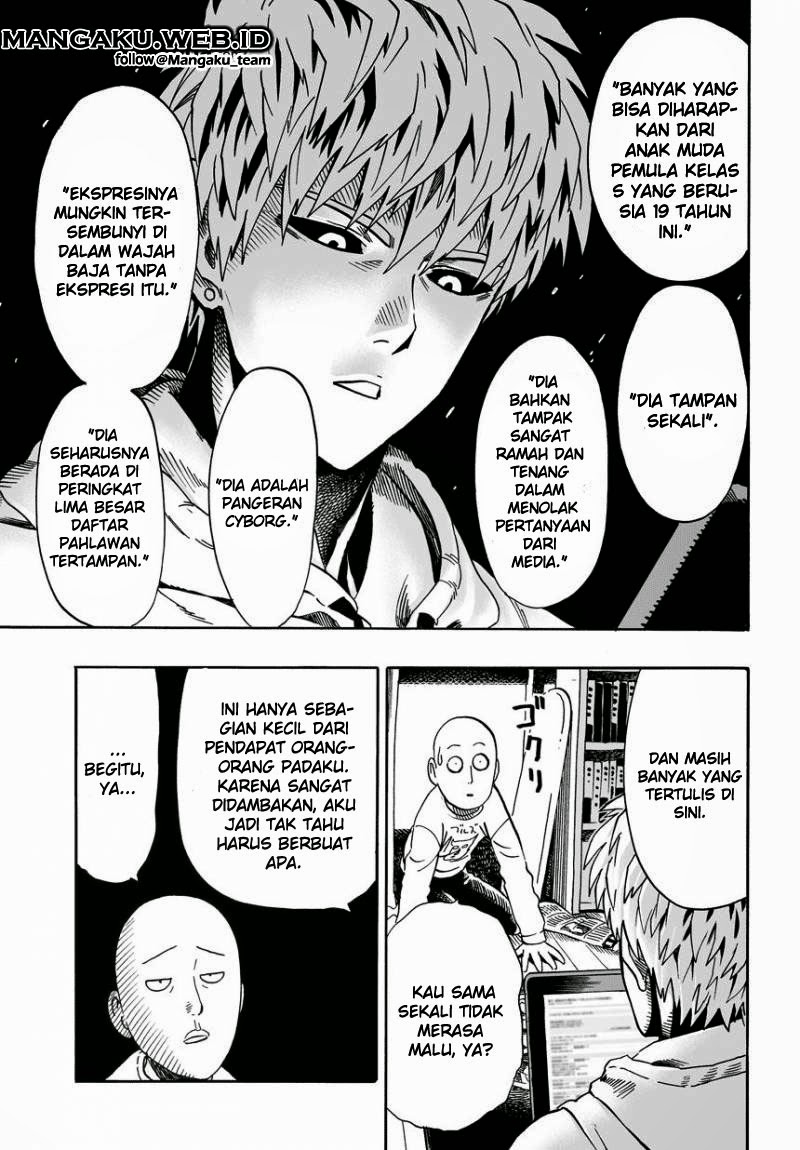 MANGAKU.WEB.ID
follow@Mangaku_team
"BANYAK YANG
BISA DIHARAP-
KAN DARI
ANAK MUDA
PEMULA KELAS
S YANG BERU-
SIA 19 TAHUN
INI."
"DIA TAMPAN
SEKALI".
"DIA
BAHKAN
TAMPAK
SANGAT
RAMAH DAN
TENANG
DALAM
MENOLAK
PERTANYAAN
DARI
MEDIA."
"EKSPRESINYA
MUNGKIN TER-
SEMBUNYI DI
DALAM WAJAH
BAJA TANPA
EKSPRESI ITU."
"DIA ADALAH
PANGERAN
CYBORG."
"DIA
SEHARUSNYA
BERADA DI
PERINGKAT
LIMA BESAR
DAFTAR
PAHLAWAN
TERTAMPAN."
DAN MASIH
BANYAK YANG
TERTULIS DI
SINI.
ゴクリ
KAU SAMA
SEKALI TIDAK
MERASA
MALU, YA?
INI HANYA SEBA-
GIAN KECIL DARI
PENDAPAT ORANG-
ORANG PADAKU.
KARENA SANGAT
DIDAMBAKAN, AKU
JADI TAK TAHU
HARUS BERBUAT
APA.
...
BEGITU,
YA...